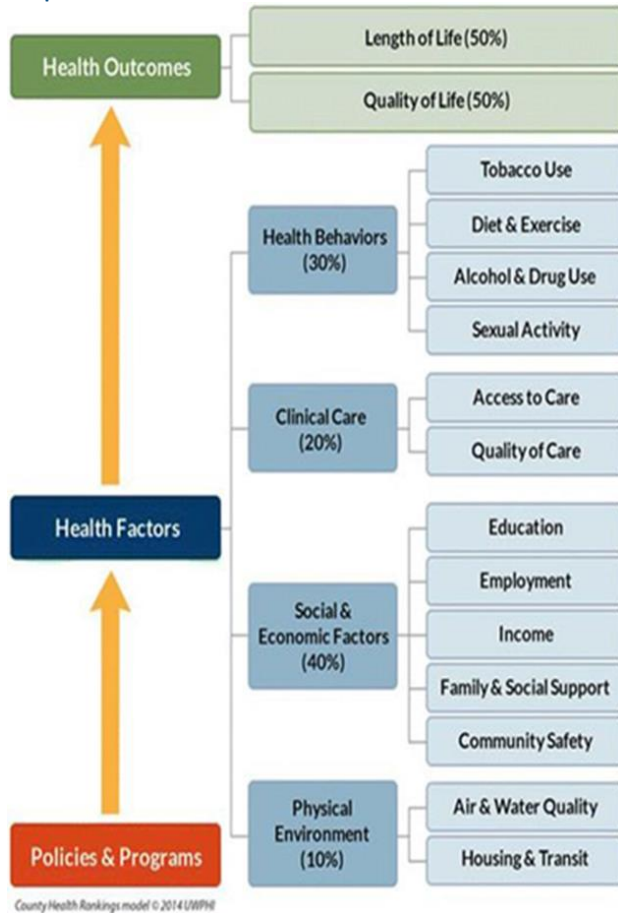 Health Outcomes
Length of Life (50%)
Quality of Life (50%)
Health Factors
Health Behaviors
(30%)
Tobacco Use
Diet & Exercise
Alcohol & Drug Use
Sexual Activity
Clinical Care
(20%)
Access to Care
Quality of Care
Social &
Economic Factors
(40%)
Education
Employment
Income
Family & Social Support
Community Safety
Physical
Environment
(10%)
Air & Water Quality
Housing & Transit
Policies & Programs
County Health Rankings model © 2014 UWPHI